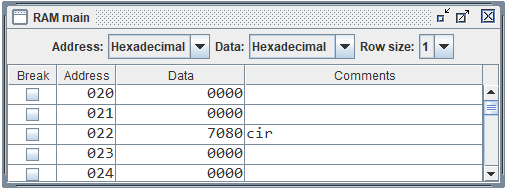 RAM main
Address: Hexadecimal Data: Hexadecimal Row size: 1
Break Address Data Comments
020 0000
021 0000
022 7080 cir
023 0000
024 0000